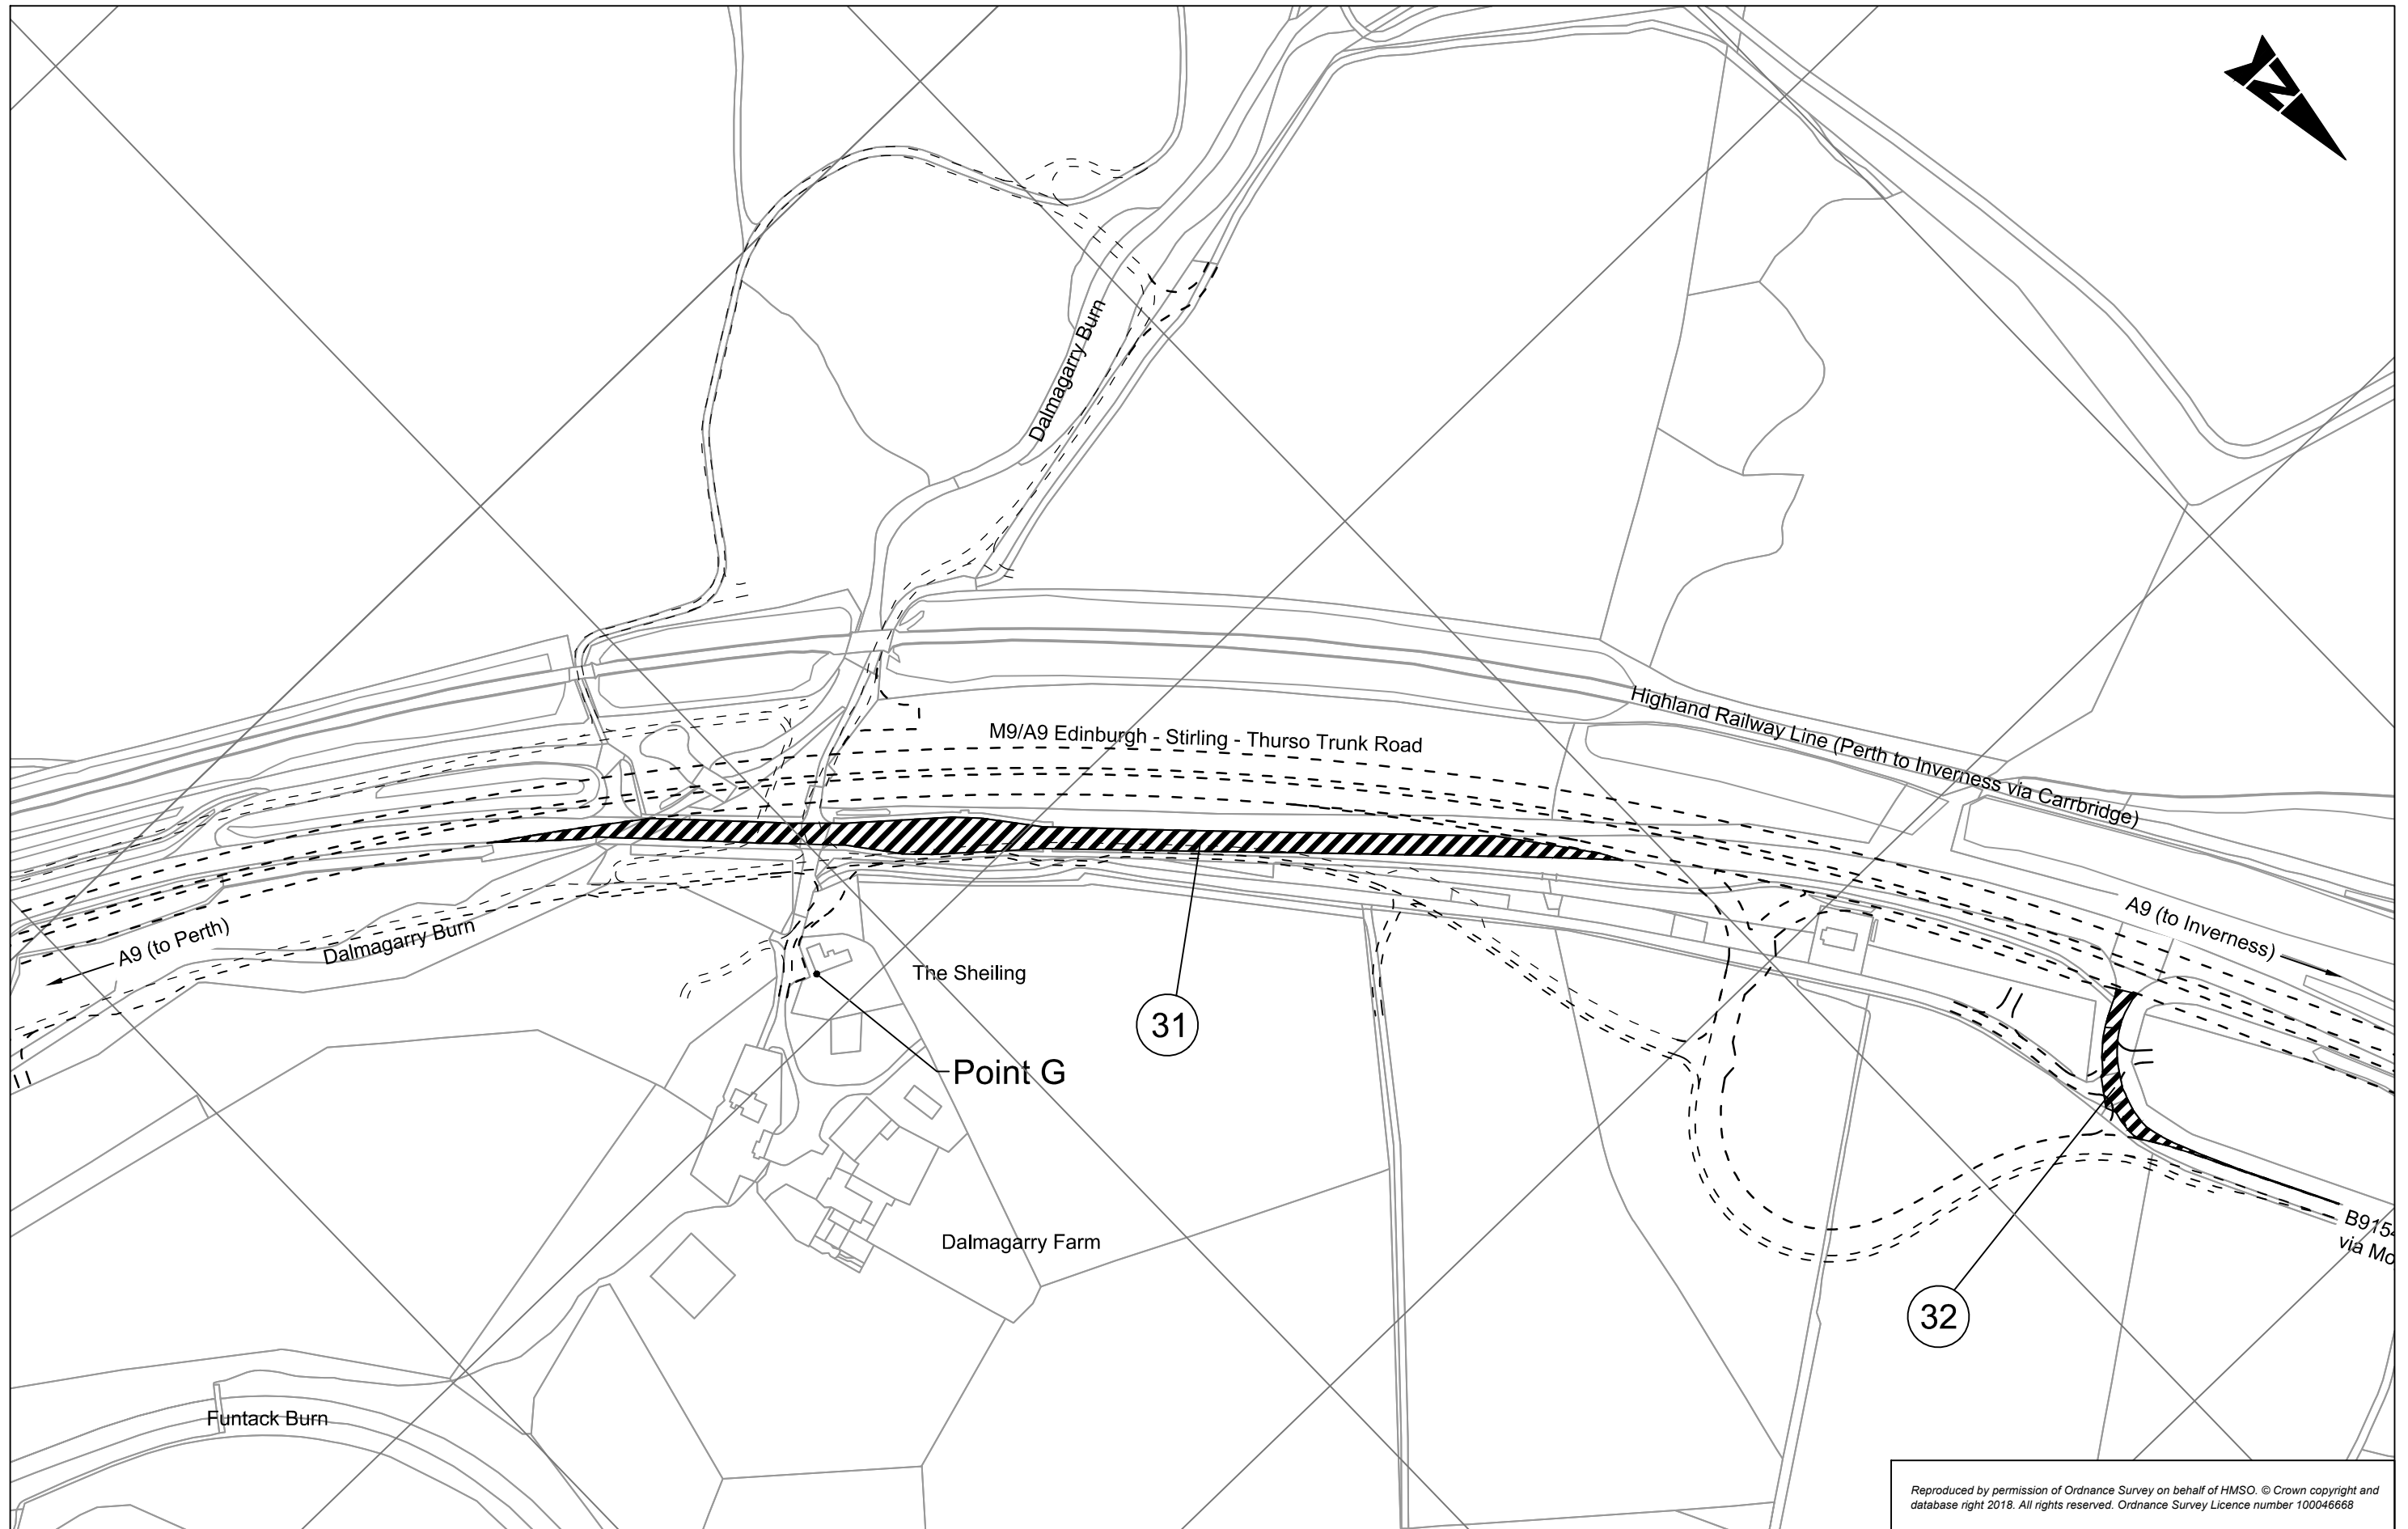 N
Dalmagarry Burn
M9/A9 Edinburgh - Stirling - Thurso Trunk Road
Highland Railway Line (Perth to Inverness via Carrbridge)
A9 (to Perth)
Dalmagarry Burn
A9 (to Inverness)
The Sheiling
31
Point G
Dalmagarry Farm
B915
via Mo
32
Funtack Burn
Reproduced by permission of Ordnance Survey on behalf of HMSO. © Crown copyright and
database right 2018. All rights reserved. Ordnance Survey Licence number 100046668